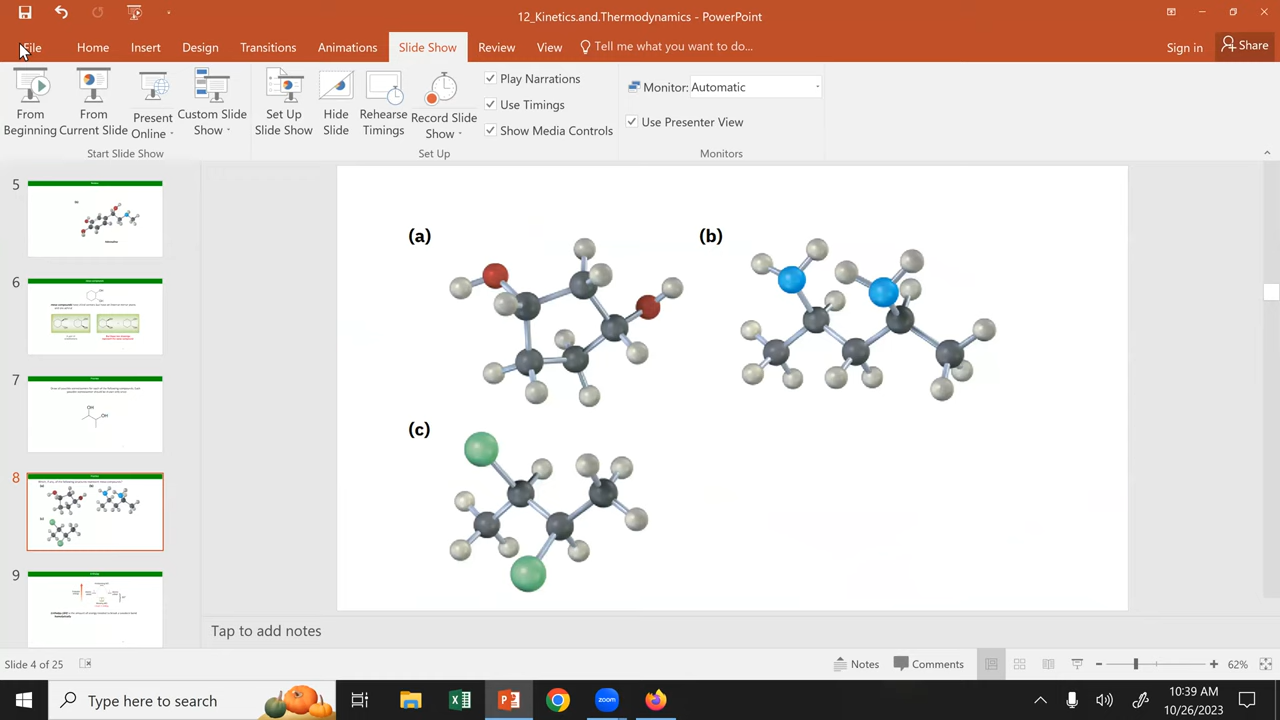 12_Kinetics.and.Thermodynamics - PowerPoint
File Home Insert Design Transitions Animations Slide Show Review View Tell me what you want to do... Sign in Share
From Beginning
From Current Slide
Present Online
Custom Slide Show
Start Slide Show
Set Up Slide Show
Hide Slide
Rehearse Timings
Record Slide Show
Play Narrations
Use Timings
Show Media Controls
Set Up
Monitor: Automatic
Use Presenter View
Monitors
5
6
7
8
9
(a)
(b)
(c)
Tap to add notes
Slide 4 of 25
Notes
Comments
62%
Type here to search
zoom
10:39 AM
10/26/2023